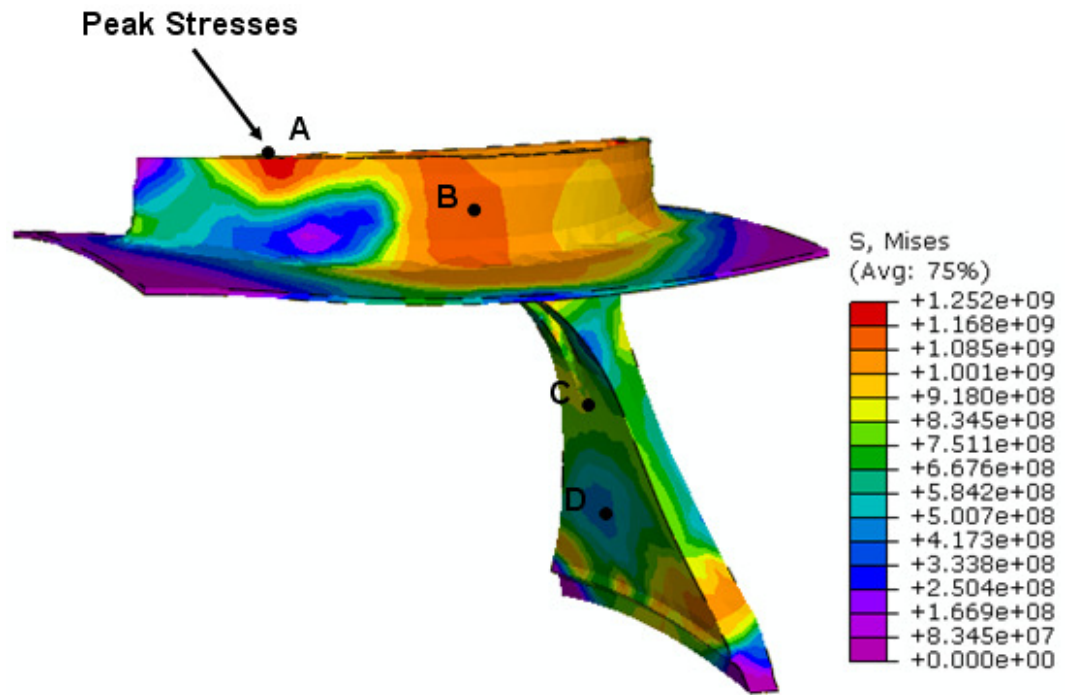 Peak Stresses
A
B
C
D
S, Mises
(Avg: 75%)
+1.252e+09
+1.168e+09
+1.085e+09
+1.001e+09
+9.180e+08
+8.345e+08
+7.511e+08
+6.676e+08
+5.842e+08
+5.007e+08
+4.173e+08
+3.338e+08
+2.504e+08
+1.669e+08
+8.345e+07
+0.000e+00